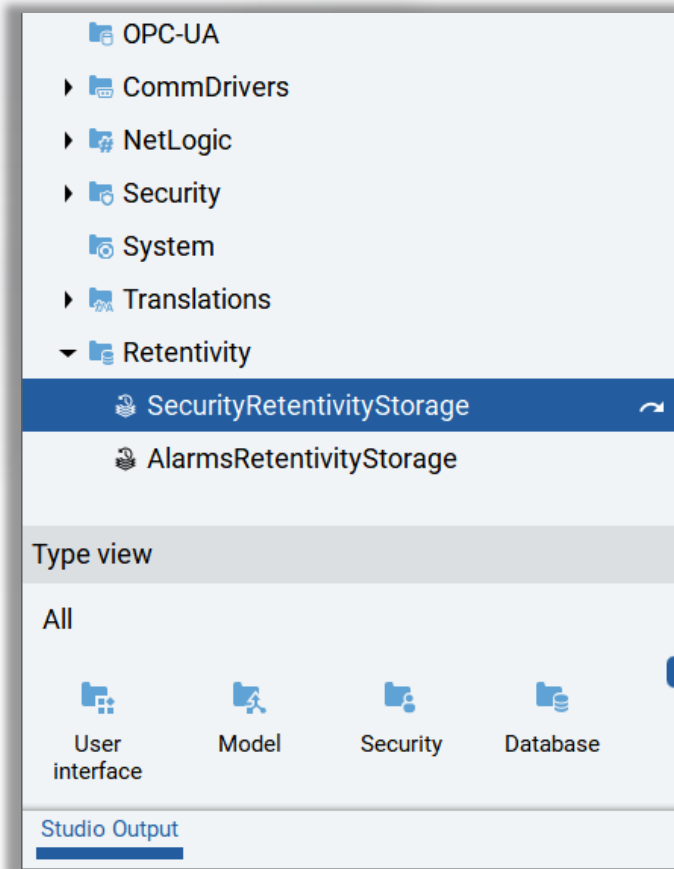 OPC-UA
CommDrivers
NetLogic
Security
System
Translations
Retentivity
SecurityRetentivityStorage
AlarmsRetentivityStorage
Type view
All
User
interface
Model
Security
Database
Studio Output